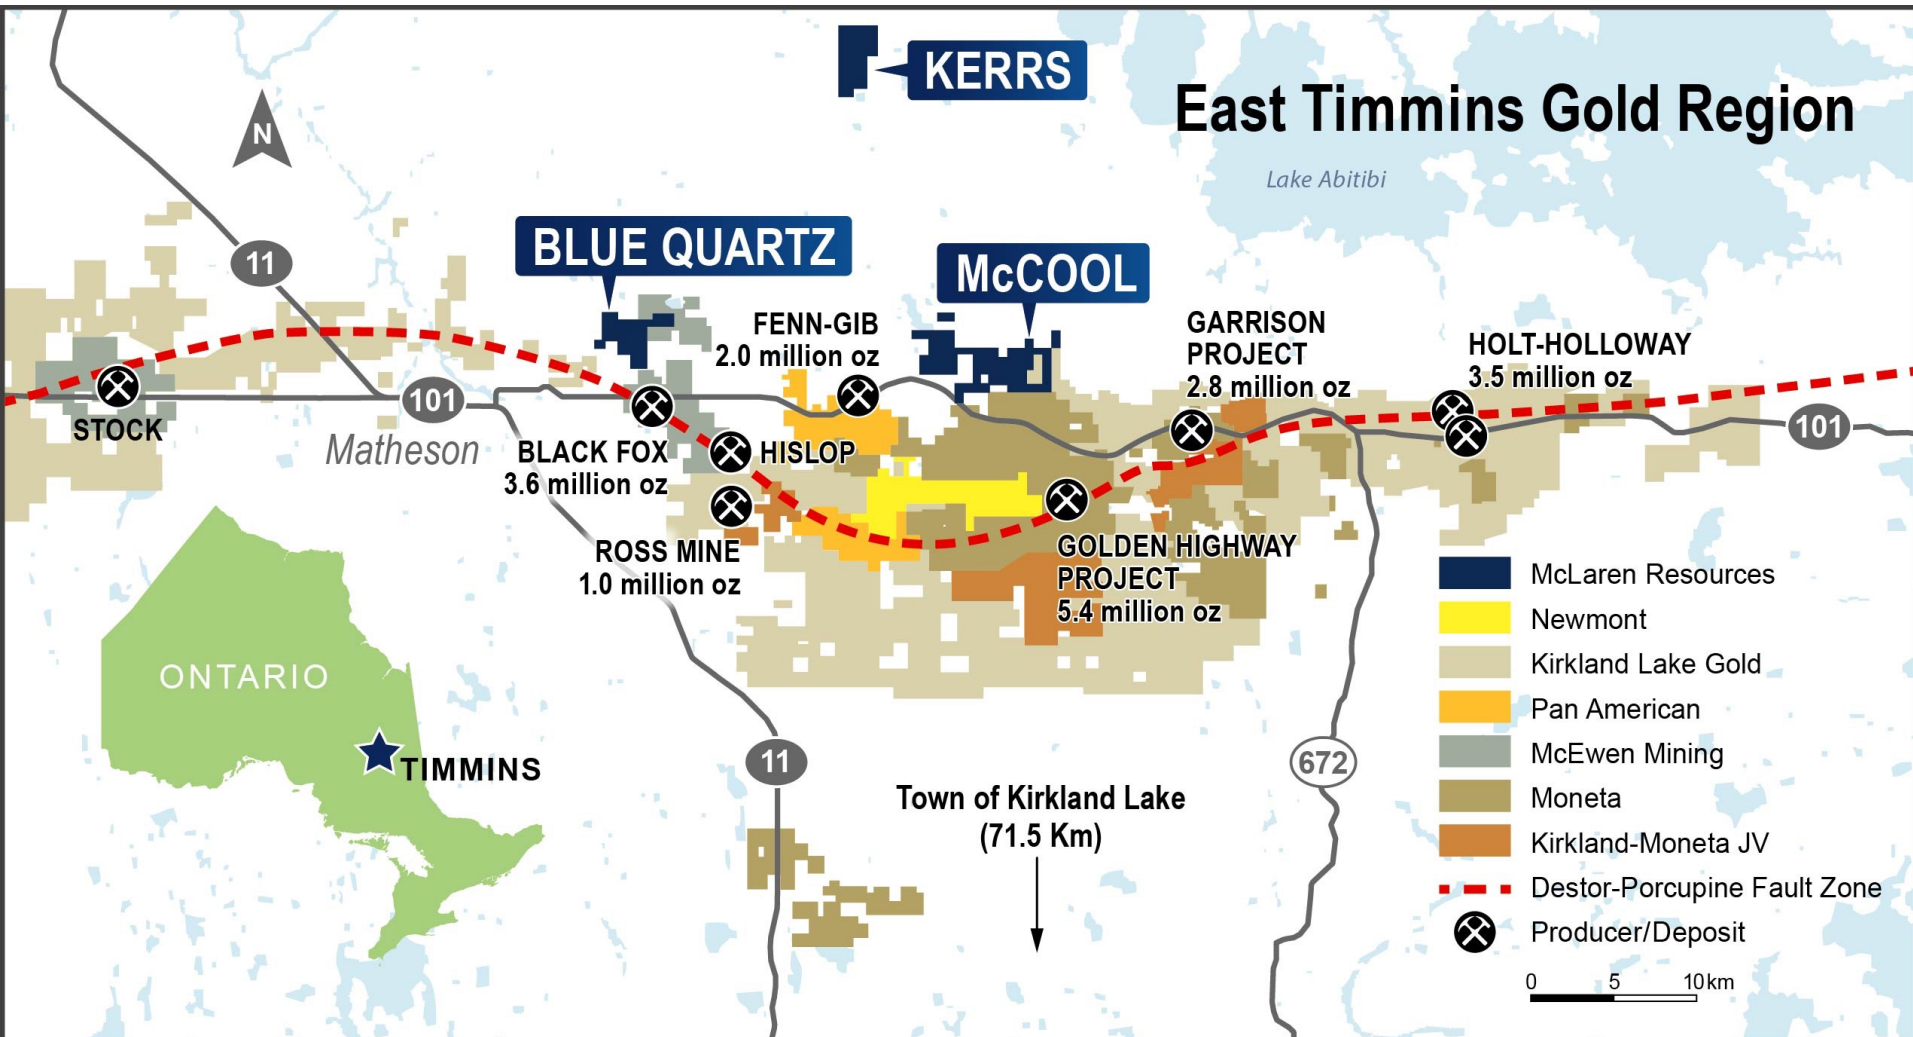 KERRS
East Timmins Gold Region
N
Lake Abitibi
BLUE QUARTZ
11
McCOOL
FENN-GIB
2.0 million oz
GARRISON
PROJECT
2.8 million oz
HOLT-HOLLOWAY
3.5 million oz
101
STOCK
Matheson
BLACK FOX
3.6 million oz
HISLOP
101
ROSS MINE
1.0 million oz
GOLDEN HIGHWAY
PROJECT
5.4 million oz
ONTARIO
TIMMINS
11
672
Town of Kirkland Lake
(71.5 Km)
McLaren Resources
Newmont
Kirkland Lake Gold
Pan American
McEwen Mining
Moneta
Kirkland-Moneta JV
Destor-Porcupine Fault Zone
Producer/Deposit
0 5 10km